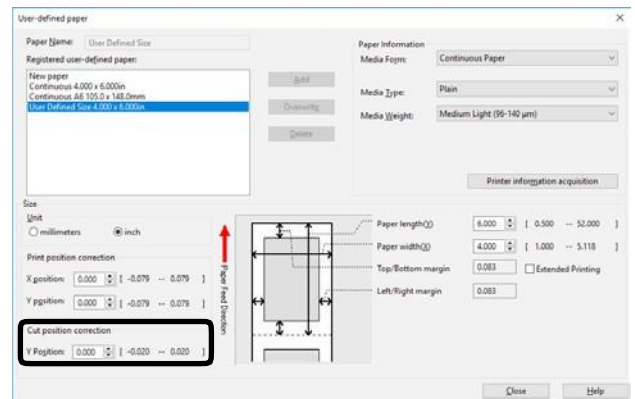 User-defined paper
Paper Name: User Defined Size
Registered user-defined paper:
New paper
Continuous 4.000 x 6.000in
Continuous A6 105.0 x 148.0mm
User Defined Size 4.000 x 6.000in
Add
Overwrite
Delete
Paper Information
Media Form: Continuous Paper
Media Type: Plain
Media Weight: Medium Light (96-140 μm)
Printer information acquisition
Size
Unit
millimeters inch
Print position correction
X position: 0.000 [ -0.079 -- 0.079 ]
Y position: 0.000 [ -0.079 -- 0.079 ]
Cut position correction
Y Position: 0.000 [ -0.020 -- 0.020 ]
Paper Feed Direction
Paper length(Y) 6.000 [ 0.500 -- 52.000 ]
Paper width(X) 4.000 [ 1.000 -- 5.118 ]
Top/Bottom margin 0.083 Extended Printing
Left/Right margin 0.083
Close Help